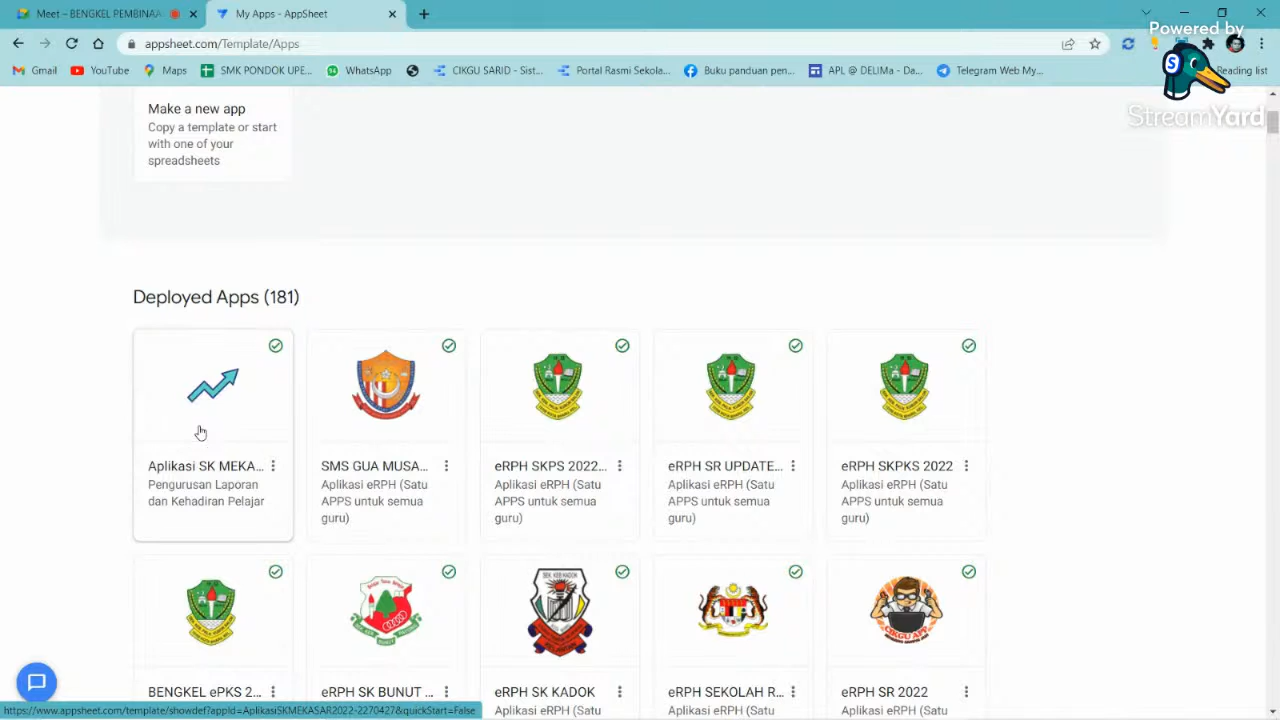 Meet – BENGKEL PEMBINAA
My Apps - AppSheet
Powered by
appsheet.com/Template/Apps
Gmail
YouTube
Maps
SMK PONDOK UPE...
WhatsApp
CIKGU SARID - Sist...
Portal Rasmi Sekola...
Buku panduan pen...
APL @ DELIMa - Da...
Telegram Web My...
Reading list
StreamYard
Make a new app
Copy a template or start
with one of your
spreadsheets
Deployed Apps (181)
Aplikasi SK MEKA...
Pengurusan Laporan
dan Kehadiran Pelajar
SMS GUA MUSA...
Aplikasi eRPH (Satu
APPS untuk semua
guru)
eRPH SKPS 2022...
Aplikasi eRPH (Satu
APPS untuk semua
guru)
eRPH SR UPDATE...
Aplikasi eRPH (Satu
APPS untuk semua
guru)
eRPH SKPKS 2022
Aplikasi eRPH (Satu
APPS untuk semua
guru)
CIKGU APP
BENGKEL ePKS 2...
eRPH SK BUNUT ...
Aplikasi eRPH (Satu
eRPH SK KADOK
Aplikasi eRPH (Satu
eRPH SEKOLAH R...
Aplikasi eRPH (Satu
eRPH SR 2022
Aplikasi eRPH (Satu
https://www.appsheet.com/template/showdef?appId=AplikasiSKMEKASAR2022-2270427&quickStart=False